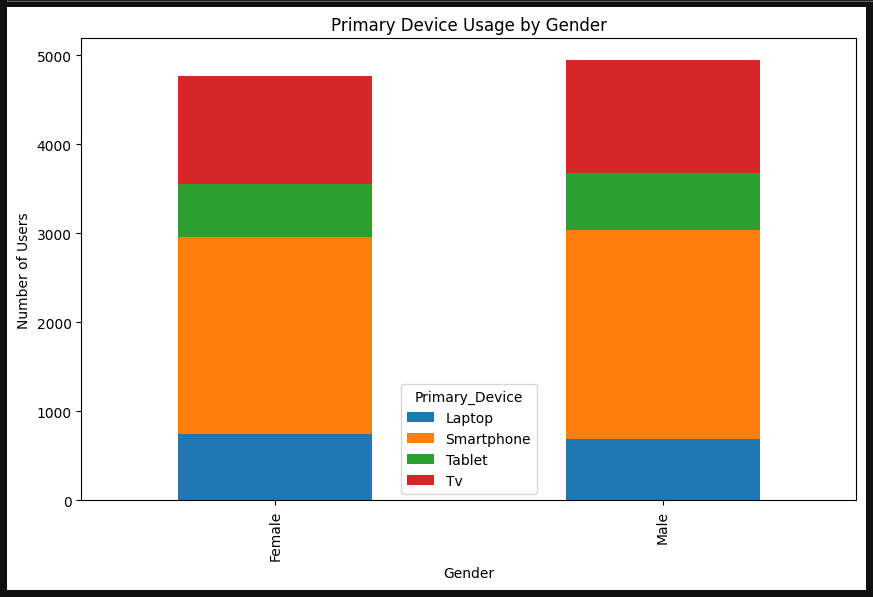 Primary Device Usage by Gender
Number of Users
5000
4000
3000
2000
1000
0
Primary_Device
Laptop
Smartphone
Tablet
Tv
Female
Male
Gender